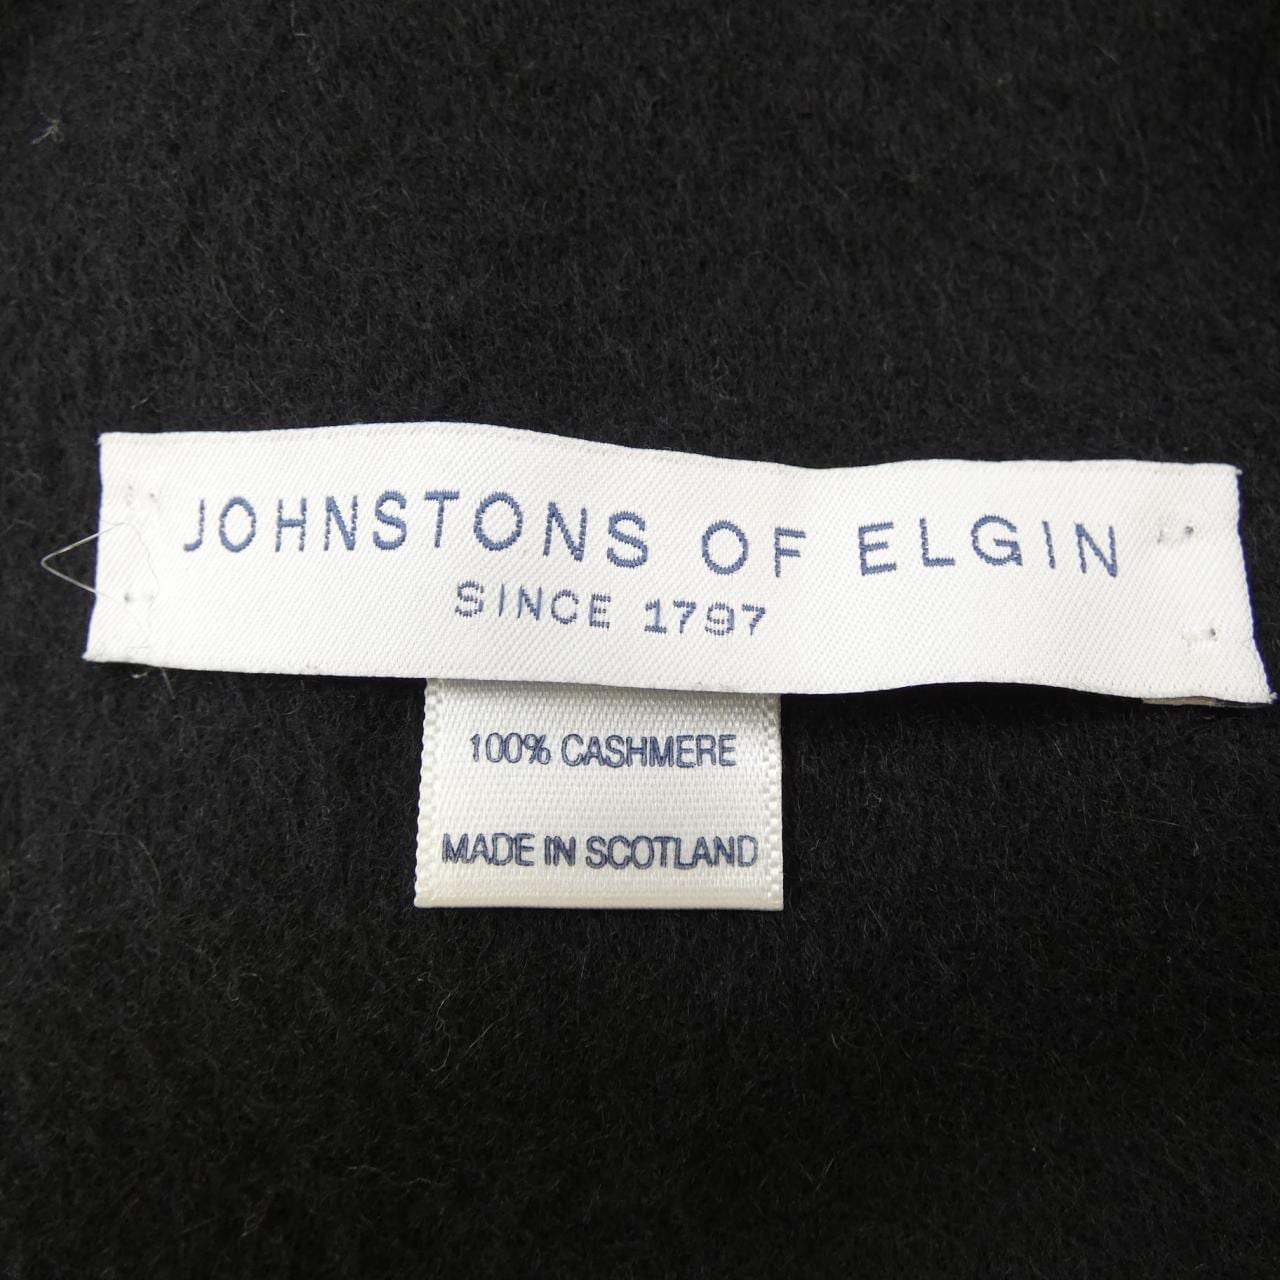 JOHNSTONS OF ELGIN
SINCE 1797
100% CASHMERE
MADE IN SCOTLAND